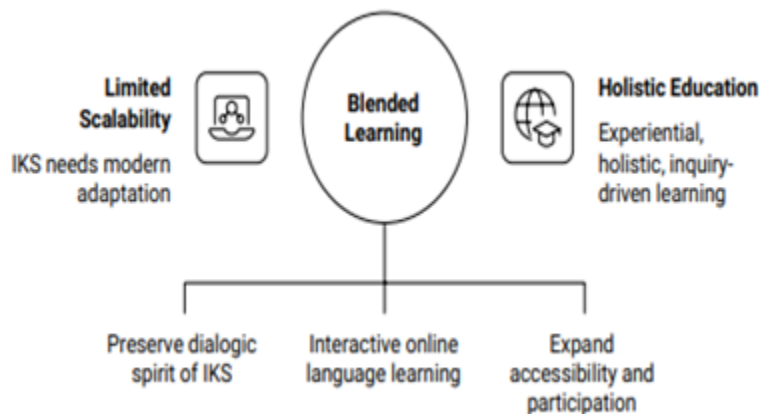 Limited
Scalability
IKS needs modern
adaptation
Blended
Learning
Holistic Education
Experiential,
holistic, inquiry-
driven learning
Preserve dialogic
spirit of IKS
Interactive online
language learning
Expand
accessibility and
participation